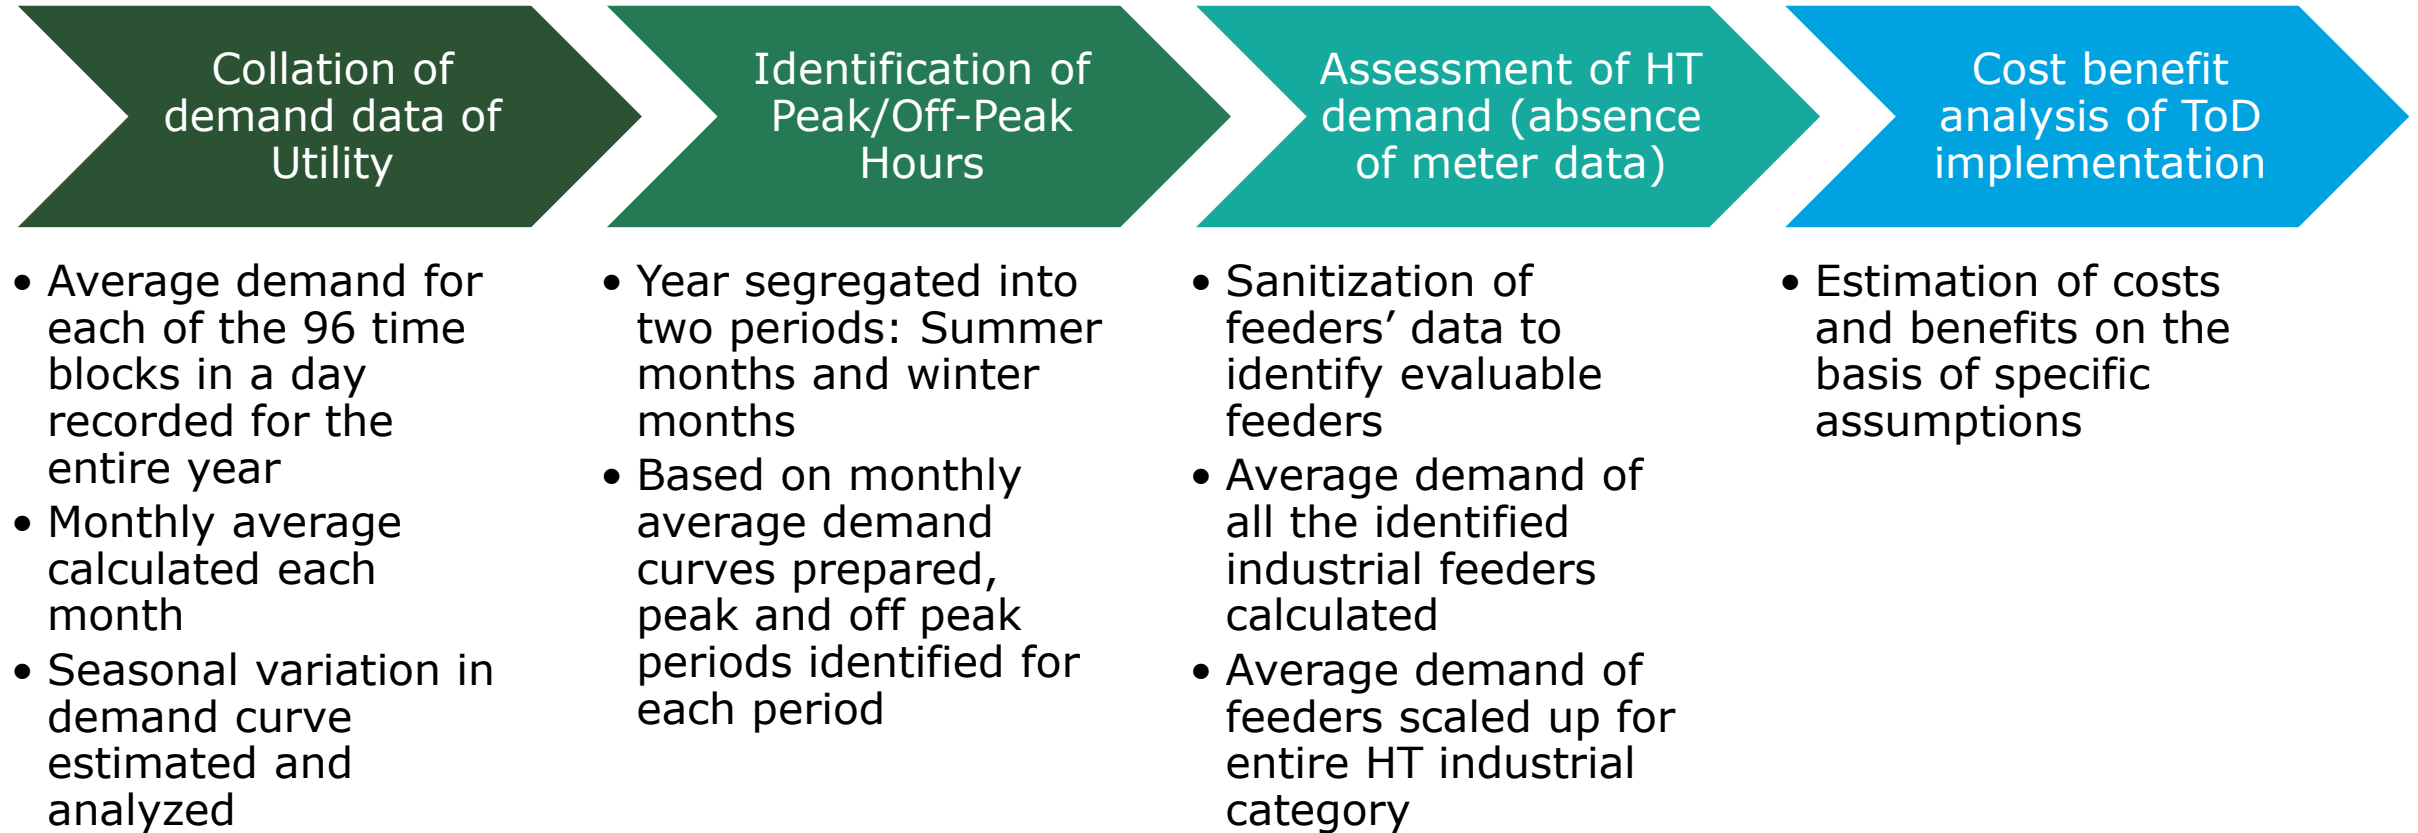 Collation of
demand data of
Utility
• Average demand for
each of the 96 time
blocks in a day
recorded for the
entire year
• Monthly average
calculated each
month
• Seasonal variation in
demand curve
estimated and
analyzed
Identification of
Peak/Off-Peak
Hours
• Year segregated into
two periods: Summer
months and winter
months
• Based on monthly
average demand
curves prepared,
peak and off peak
periods identified for
each period
Assessment of HT
demand (absence
of meter data)
• Sanitization of
feeders’ data to
identify evaluable
feeders
• Average demand of
all the identified
industrial feeders
calculated
• Average demand of
feeders scaled up for
entire HT industrial
category
Cost benefit
analysis of ToD
implementation
• Estimation of costs
and benefits on the
basis of specific
assumptions